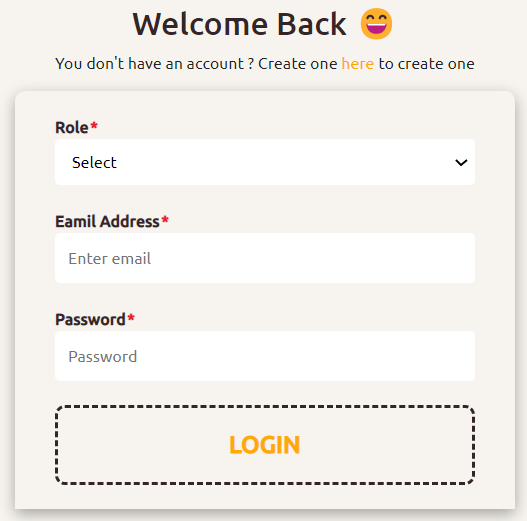 Welcome Back 😄
You don't have an account ? Create one here to create one
Role*
Select
Eamil Address*
Enter email
Password*
Password
LOGIN